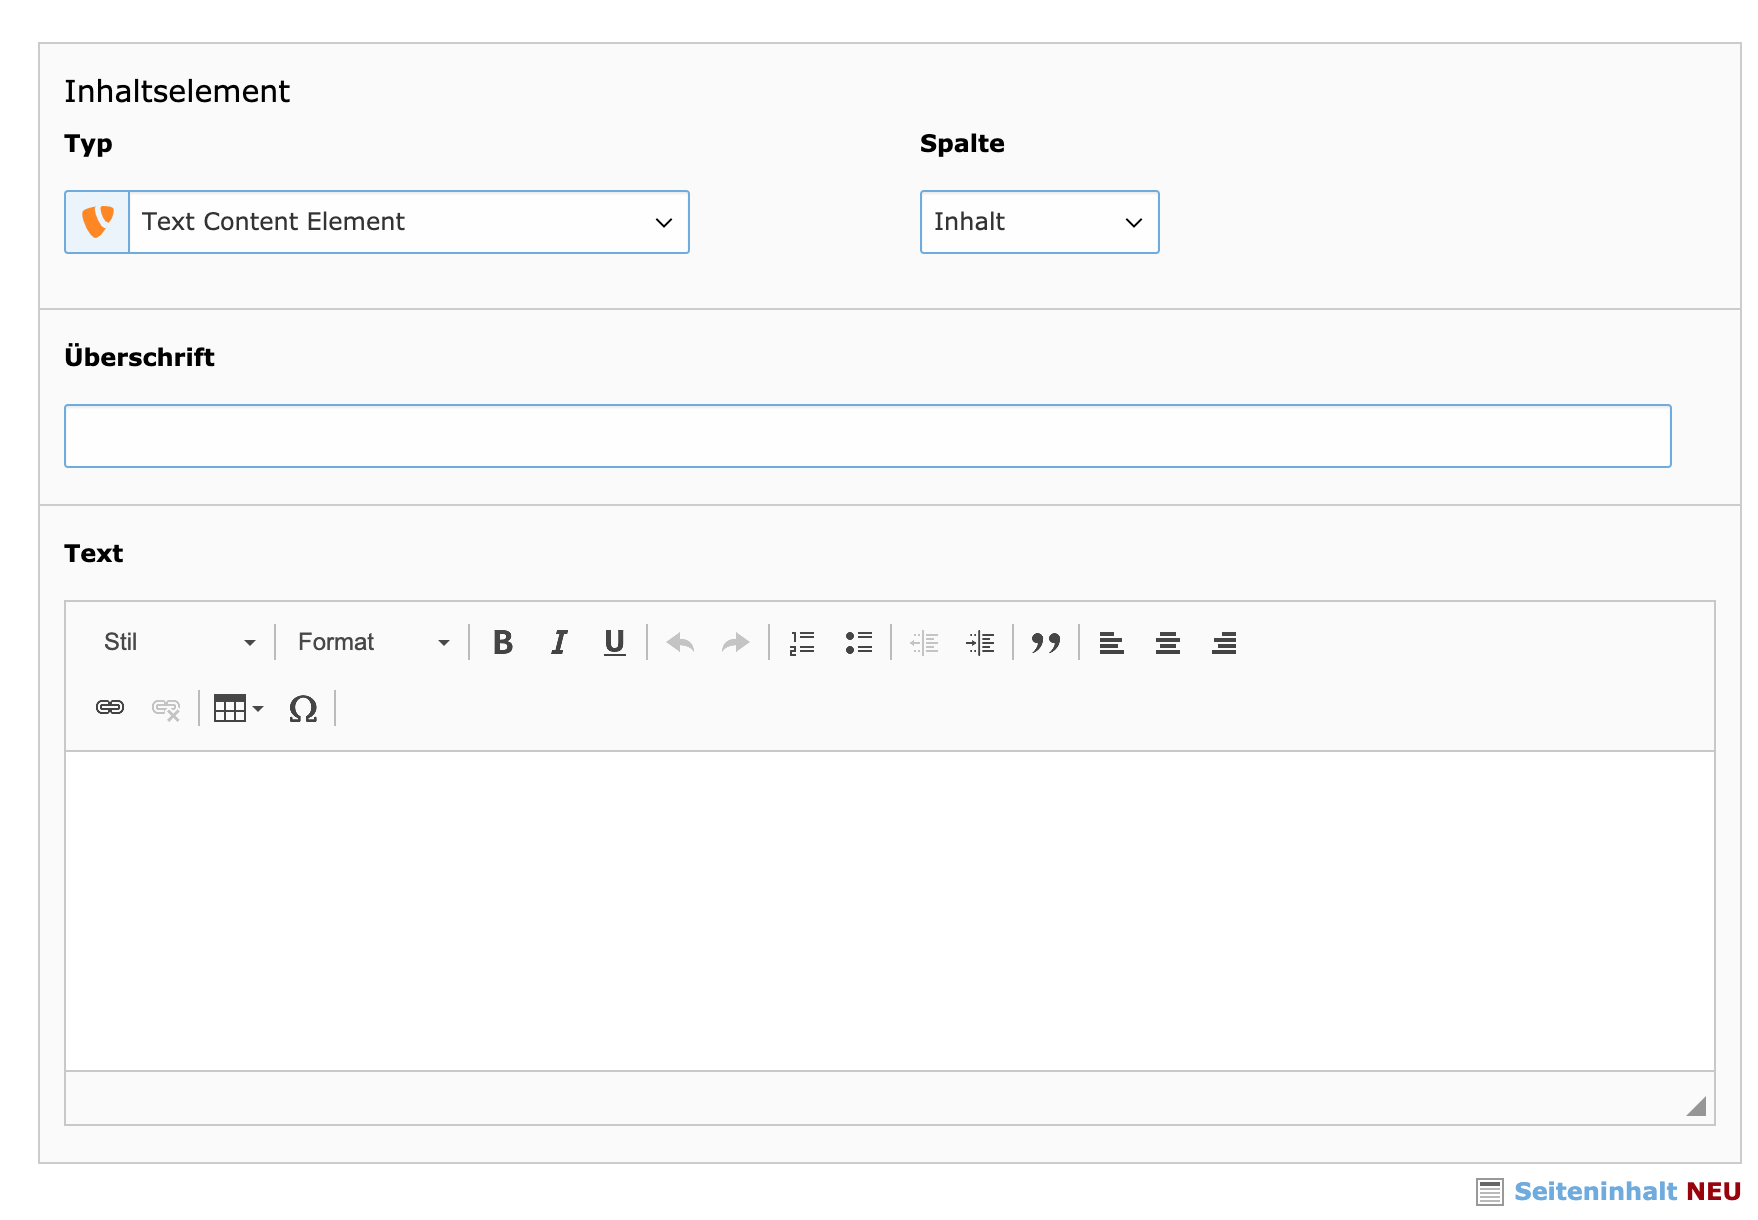 Inhaltselement
Typ
Spalte
Text Content Element
Inhalt
Überschrift
Text
Stil Format B I U
Ω
Seiteninhalt NEU